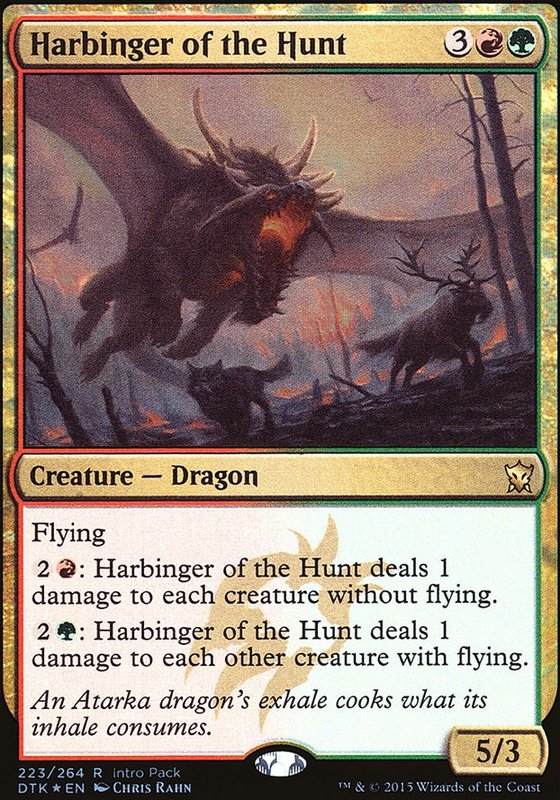 Harbinger of the Hunt 3
Creature — Dragon
Flying
2 : Harbinger of the Hunt deals 1
damage to each creature without flying.
2 : Harbinger of the Hunt deals 1
damage to each other creature with flying.
An Atarka dragon's exhale cooks what its
inhale consumes.
5/3
223/264 R Intro Pack
DTK ★ EN Chris Rahn
™ & © 2015 Wizards of the Coast